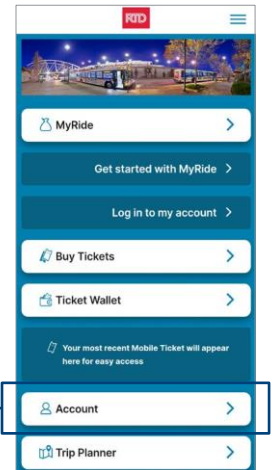 RTD
MyRide
Get started with MyRide
Log in to my account
Buy Tickets
Ticket Wallet
Your most recent Mobile Ticket will appear
here for easy access
Account
Trip Planner